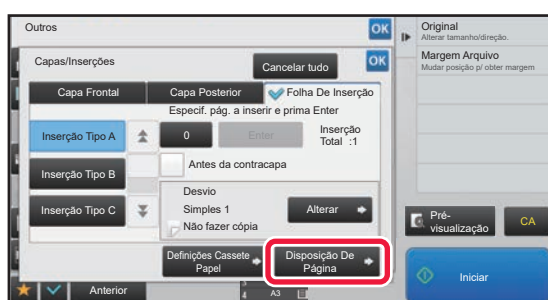 Outros
OK
Original
Alterar tamanho/direção.
Margem Arquivo
Mudar posição p/ obter margem
Capas/Inserções
Cancelar tudo
OK
Capa Frontal
Capa Posterior
Folha De Inserção
Especif. pág. a inserir e prima Enter
Inserção Tipo A
0
Enter
Inserção
Total :1
Inserção Tipo B
Antes da contracapa
Inserção Tipo C
Desvio
Simples 1
Não fazer cópia
Alterar
Definições Cassete
Papel
Disposição De
Página
Pré-
visualização
CA
Anterior
3
4
A3
Iniciar